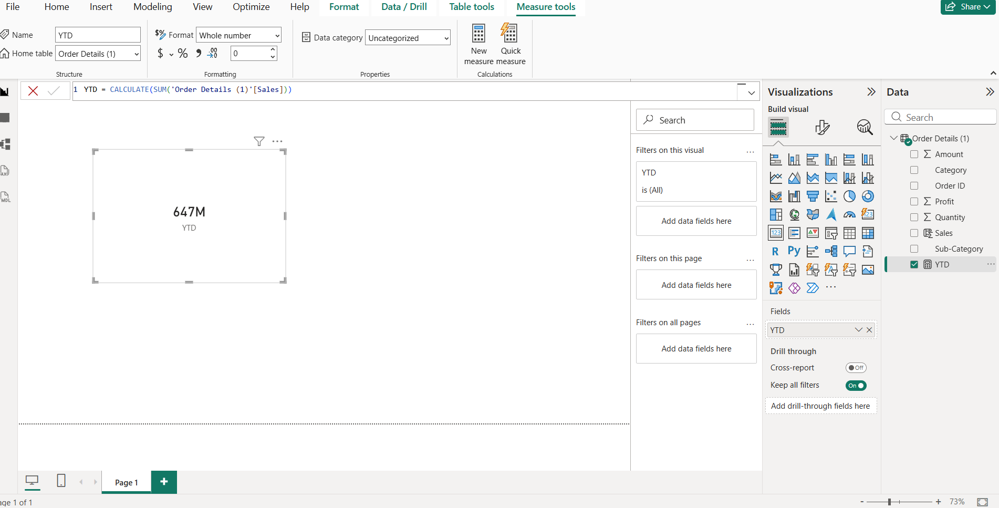 File Home Insert Modeling View Optimize Help Format Data / Drill Table tools Measure tools Share
Name YTD
Home table Order Details (1)
Structure
$% Format Whole number
$ % 0
Formatting
Data category Uncategorized
Properties
New measure
Quick measure
Calculations
1 YTD = CALCULATE(SUM('Order Details (1)'[Sales]))
647M
YTD
Search
Filters on this visual ...
YTD
is (All)
Add data fields here
Filters on this page ...
Add data fields here
Filters on all pages ...
Add data fields here
Visualizations
Build visual
123
123
R Py
...
Fields
YTD
Drill through
Cross-report Off
Keep all filters On
Add drill-through fields here
Data
Search
Order Details (1)
Amount
Category
Order ID
Profit
Quantity
Sales
Sub-Category
YTD ...
TMDL
Page 1 +
age 1 of 1
- + 73%